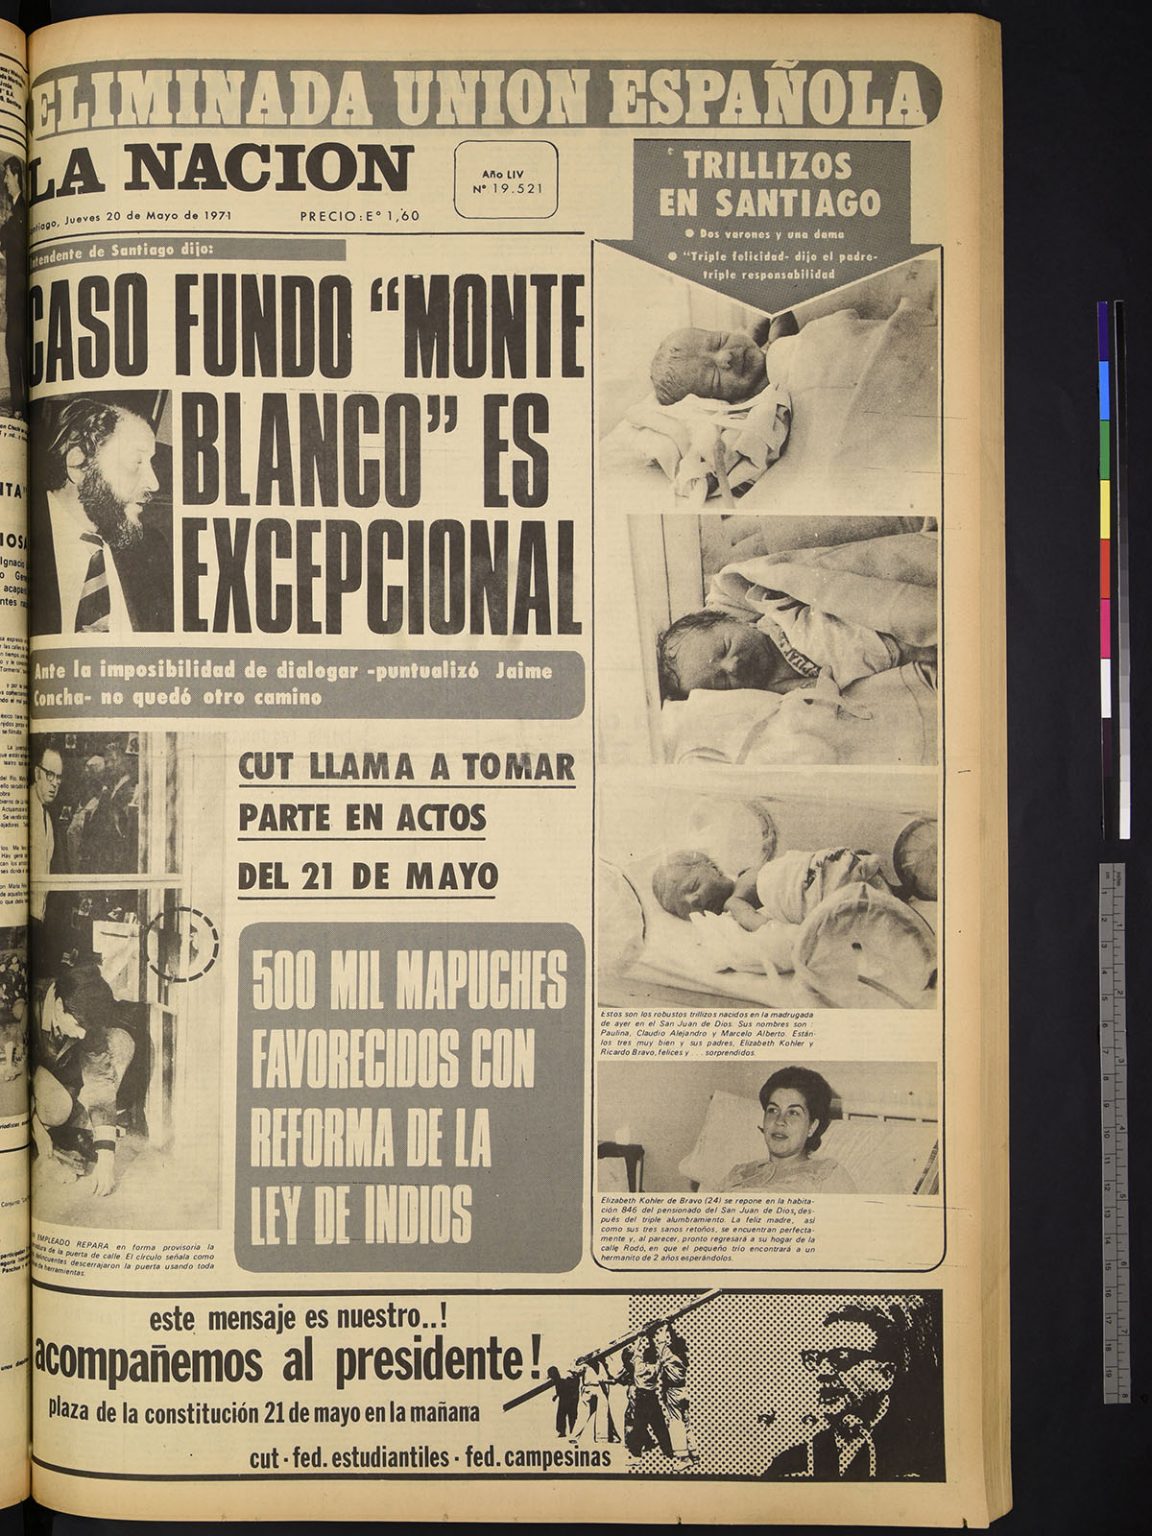 ELIMINADA UNION ESPAÑOLA
LA NACION
Año LIV
Nº 19.521
Jueves 20 de Mayo de 1971
PRECIO: Eº 1,60
TRILLIZOS
EN SANTIAGO
● Dos varones y una dama
● "Triple felicidad- dijo el padre-
triple responsabilidad
de Santiago dijo:
CASO FUNDO "MONTE
BLANCO" ES
EXCEPCIONAL
Ante la imposibilidad de dialogar -puntualizó Jaime
Concha- no quedó otro camino
CUT LLAMA A TOMAR
PARTE EN ACTOS
DEL 21 DE MAYO
500 MIL MAPUCHES
FAVORECIDOS CON
REFORMA DE LA
LEY DE INDIOS
EMPLEADO REPARA en forma provisoria la
de la puerta de calle. El círculo señala como
descerrajaron la puerta usando toda
de herramientas.
Estos son los robustos trillizos nacidos en la madrugada
de ayer en el San Juan de Dios. Sus nombres son :
Paulina, Claudio Alejandro y Marcelo Alberto. Están
los tres muy bien y sus padres, Elizabeth Kohler y
Ricardo Bravo, felices y . . . sorprendidos.
Elizabeth Kohler de Bravo (24) se repone en la habita-
ción 846 del pensionado del San Juan de Dios, des-
pués del triple alumbramiento. La feliz madre, así
como sus tres sanos retoños, se encuentran perfecta-
mente y, al parecer, pronto regresará a su hogar de la
calle Rodó, en que el pequeño trío encontrará a un
hermanito de 2 años esperándolos.
este mensaje es nuestro..!
acompañemos al presidente!
plaza de la constitución 21 de mayo en la mañana
cut · fed. estudiantiles · fed. campesinas